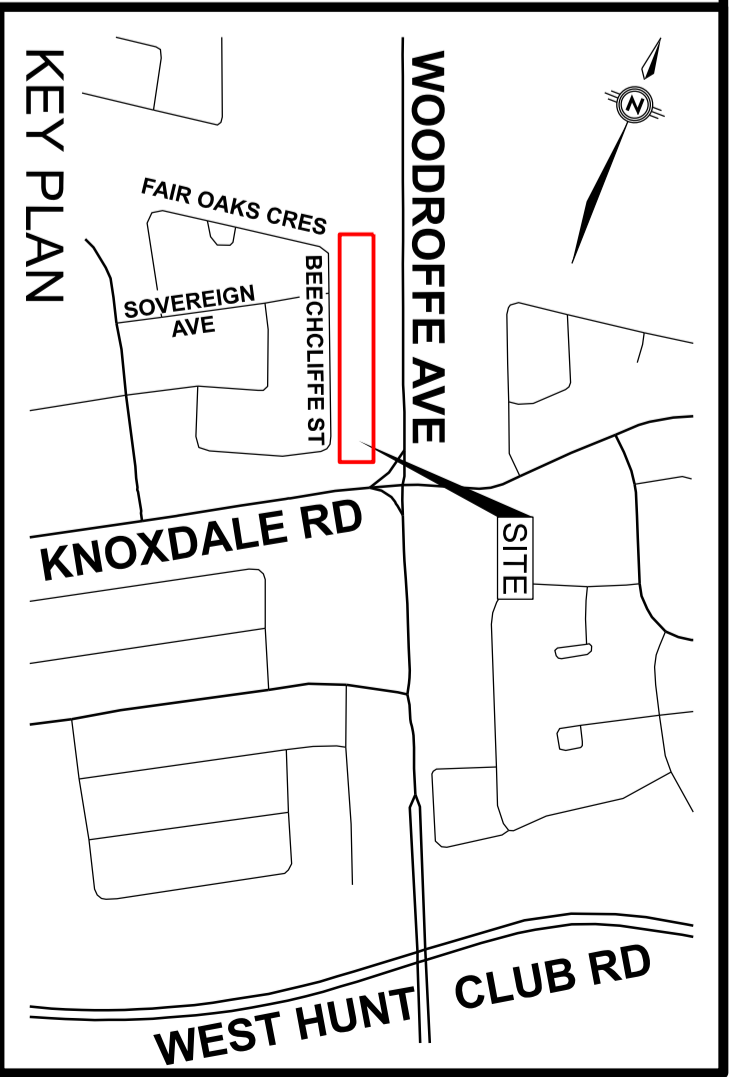 KEY PLAN
WOODROFFE AVE
N
FAIR OAKS CRES
BEECHCLIFFE ST
SOVEREIGN
AVE
KNOXDALE RD
SITE
WEST HUNT CLUB RD